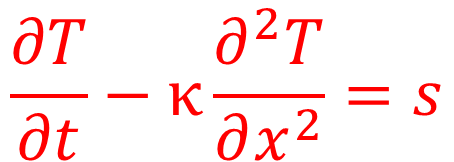 ∂T/∂t − κ ∂²T/∂x² = s